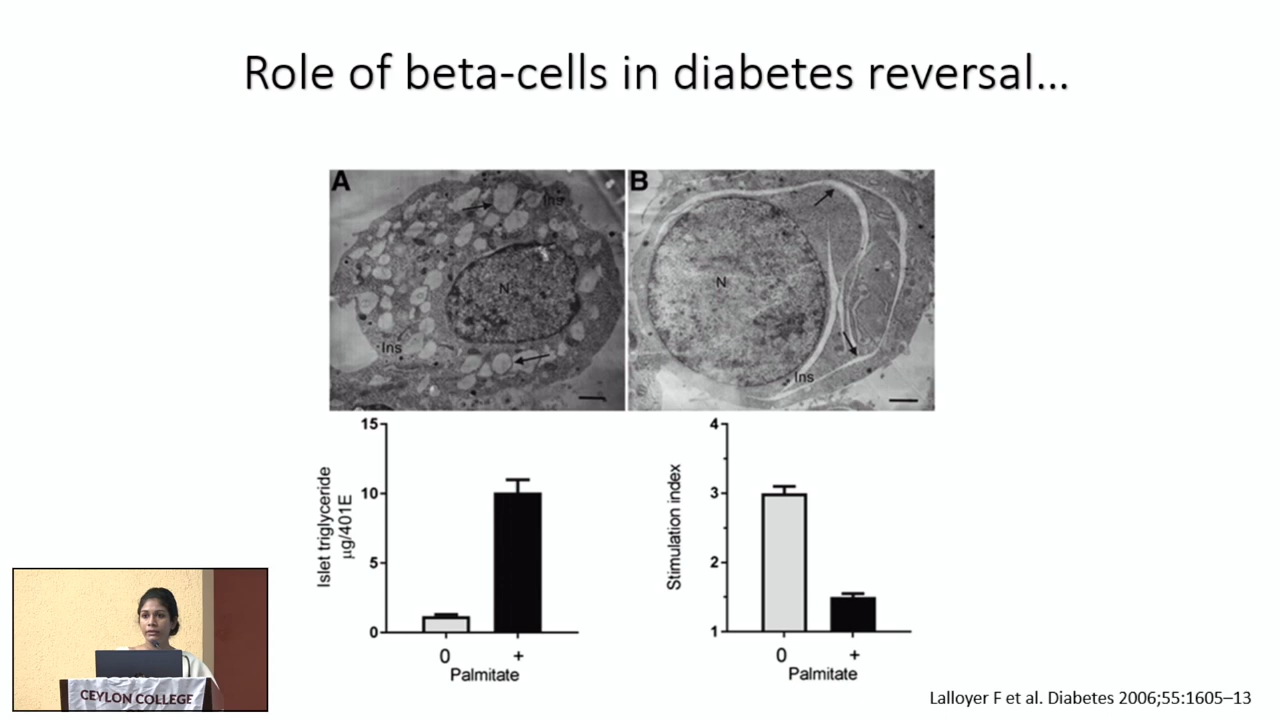 Role of beta-cells in diabetes reversal...
A
B
Ins
N
N
Ins
Ins
15
10
5
0
Islet triglyceride
µg/401E
0
+
Palmitate
4
3
2
1
Stimulation index
0
+
Palmitate
CEYLON COLLEGE
Lalloyer F et al. Diabetes 2006;55:1605–13